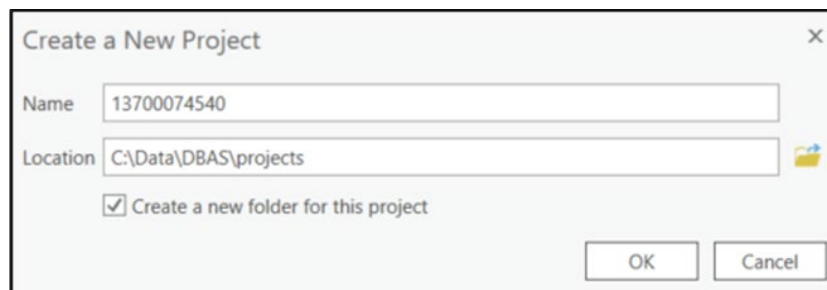 Create a New Project
Name 13700074540
Location C:\Data\DBAS\projects
Create a new folder for this project
OK Cancel